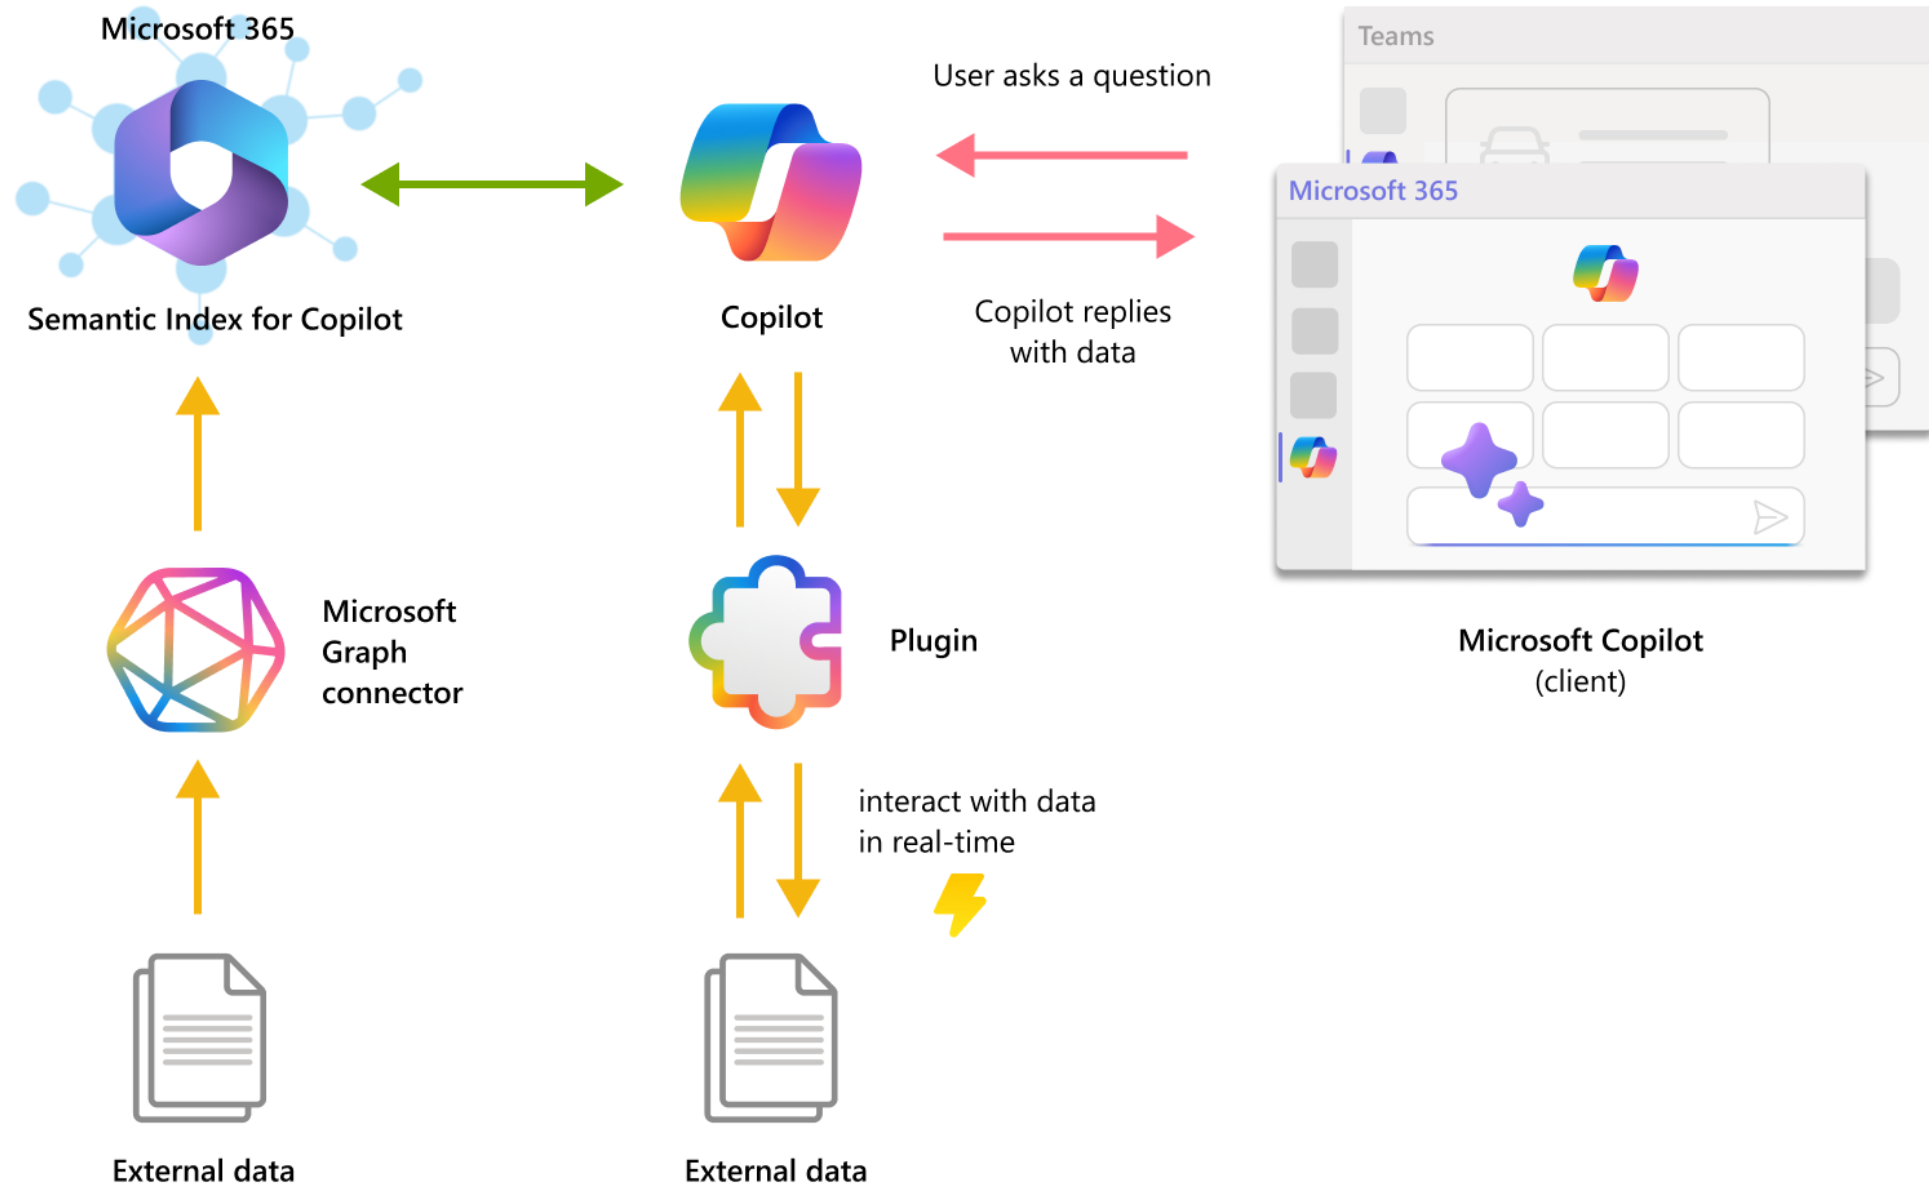 Microsoft 365
Semantic Index for Copilot
Copilot
User asks a question
Copilot replies
with data
Teams
Microsoft 365
Microsoft
Graph
connector
Plugin
Microsoft Copilot
(client)
interact with data
in real-time
External data
External data